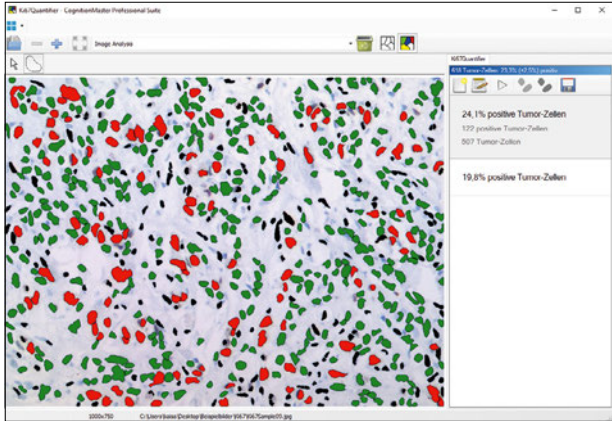 Ki67Quantifier - CognitionMaster Professional Suite
Image Analysis
Ki67Quantifier
24,1% positive Tumor-Zellen
122 positive Tumor-Zellen
507 Tumor-Zellen
19,8% positive Tumor-Zellen
1000x750